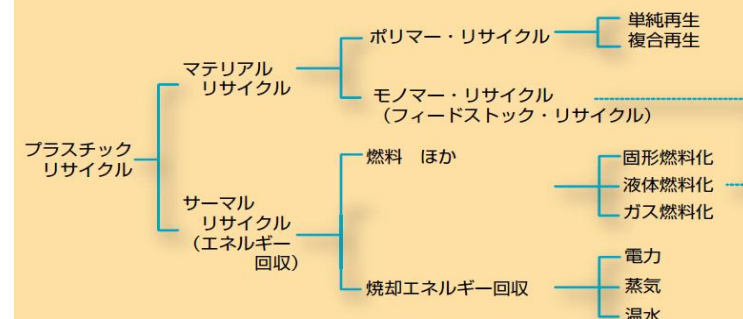 プラスチック
リサイクル
マテリアル
リサイクル
ポリマー・リサイクル
単純再生
複合再生
モノマー・リサイクル
(フィードストック・リサイクル)
サーマル
リサイクル
(エネルギー
回収)
燃料 ほか
固形燃料化
液体燃料化
ガス燃料化
焼却エネルギー回収
電力
蒸気
温水